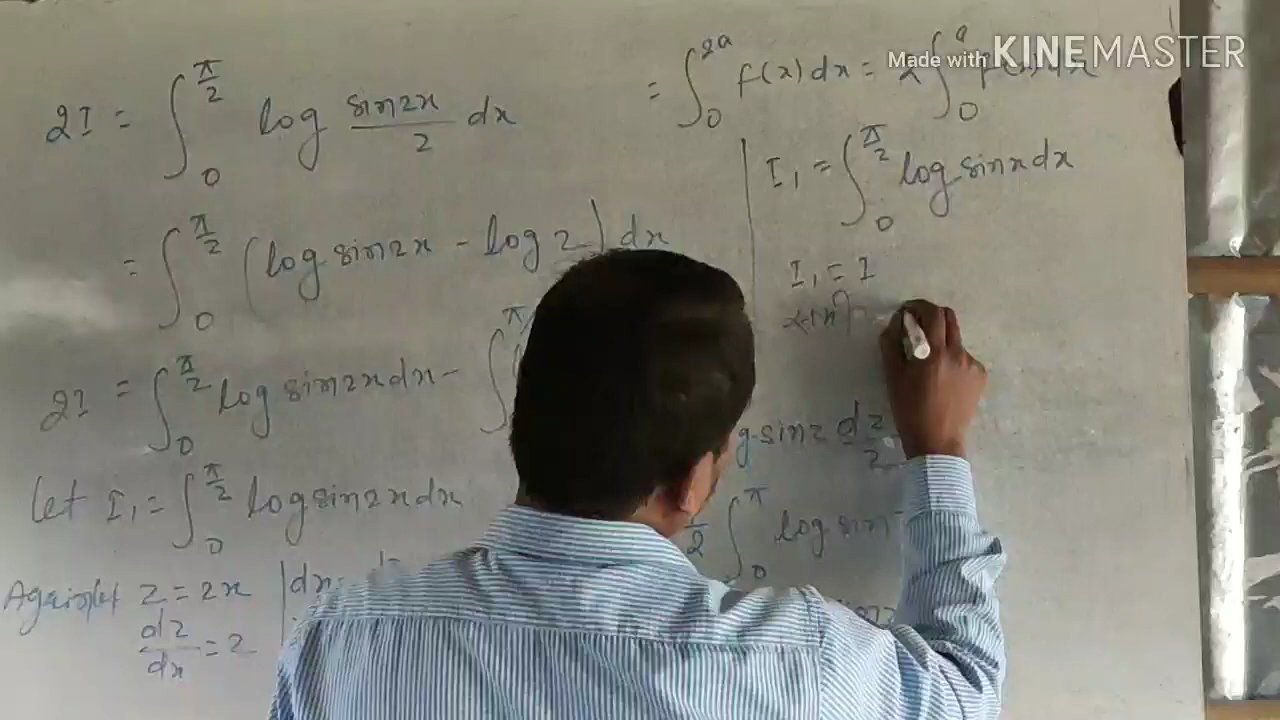 2I = ∫₀^(π/2) log sin2x/2 dx
= ∫₀^(π/2) (log sin2x - log 2) dx
2I = ∫₀^(π/2) log sin2x dx - ∫
let I₁ = ∫₀^(π/2) log sin2x dx
Again let z = 2x | dx =
dz/dx = 2
= ∫₀^(2a) f(x) dx = 2∫₀^a f(x) dx
I₁ = ∫₀^(π/2) log sinx dx
I₁ = I
g sin z dz/2
1/2 ∫₀^π log sin
Made with KINEMASTER